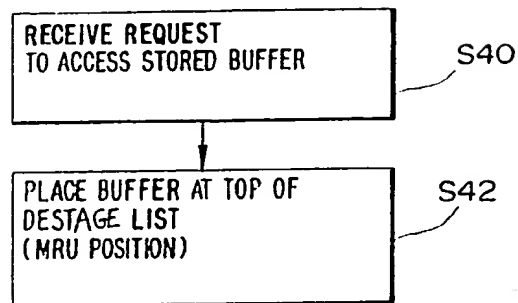 RECEIVE REQUEST
TO ACCESS STORED BUFFER
S40
PLACE BUFFER AT TOP OF
DESTAGE LIST
(MRU POSITION)
S42